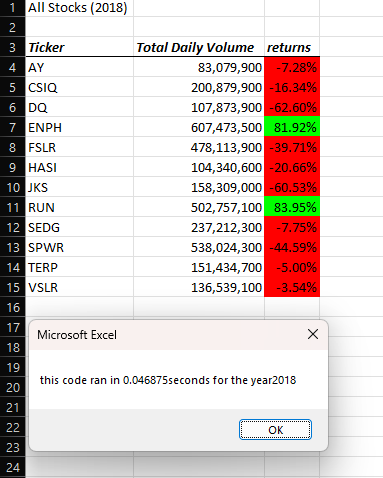 1 All Stocks (2018)
2
3 Ticker Total Daily Volume returns
4 AY 83,079,900 -7.28%
5 CSIQ 200,879,900 -16.34%
6 DQ 107,873,900 -62.60%
7 ENPH 607,473,500 81.92%
8 FSLR 478,113,900 -39.71%
9 HASI 104,340,600 -20.66%
10 JKS 158,309,000 -60.53%
11 RUN 502,757,100 83.95%
12 SEDG 237,212,300 -7.75%
13 SPWR 538,024,300 -44.59%
14 TERP 151,434,700 -5.00%
15 VSLR 136,539,100 -3.54%
16
17
18 Microsoft Excel
19
20 this code ran in 0.046875seconds for the year2018
21
22 OK
23
24